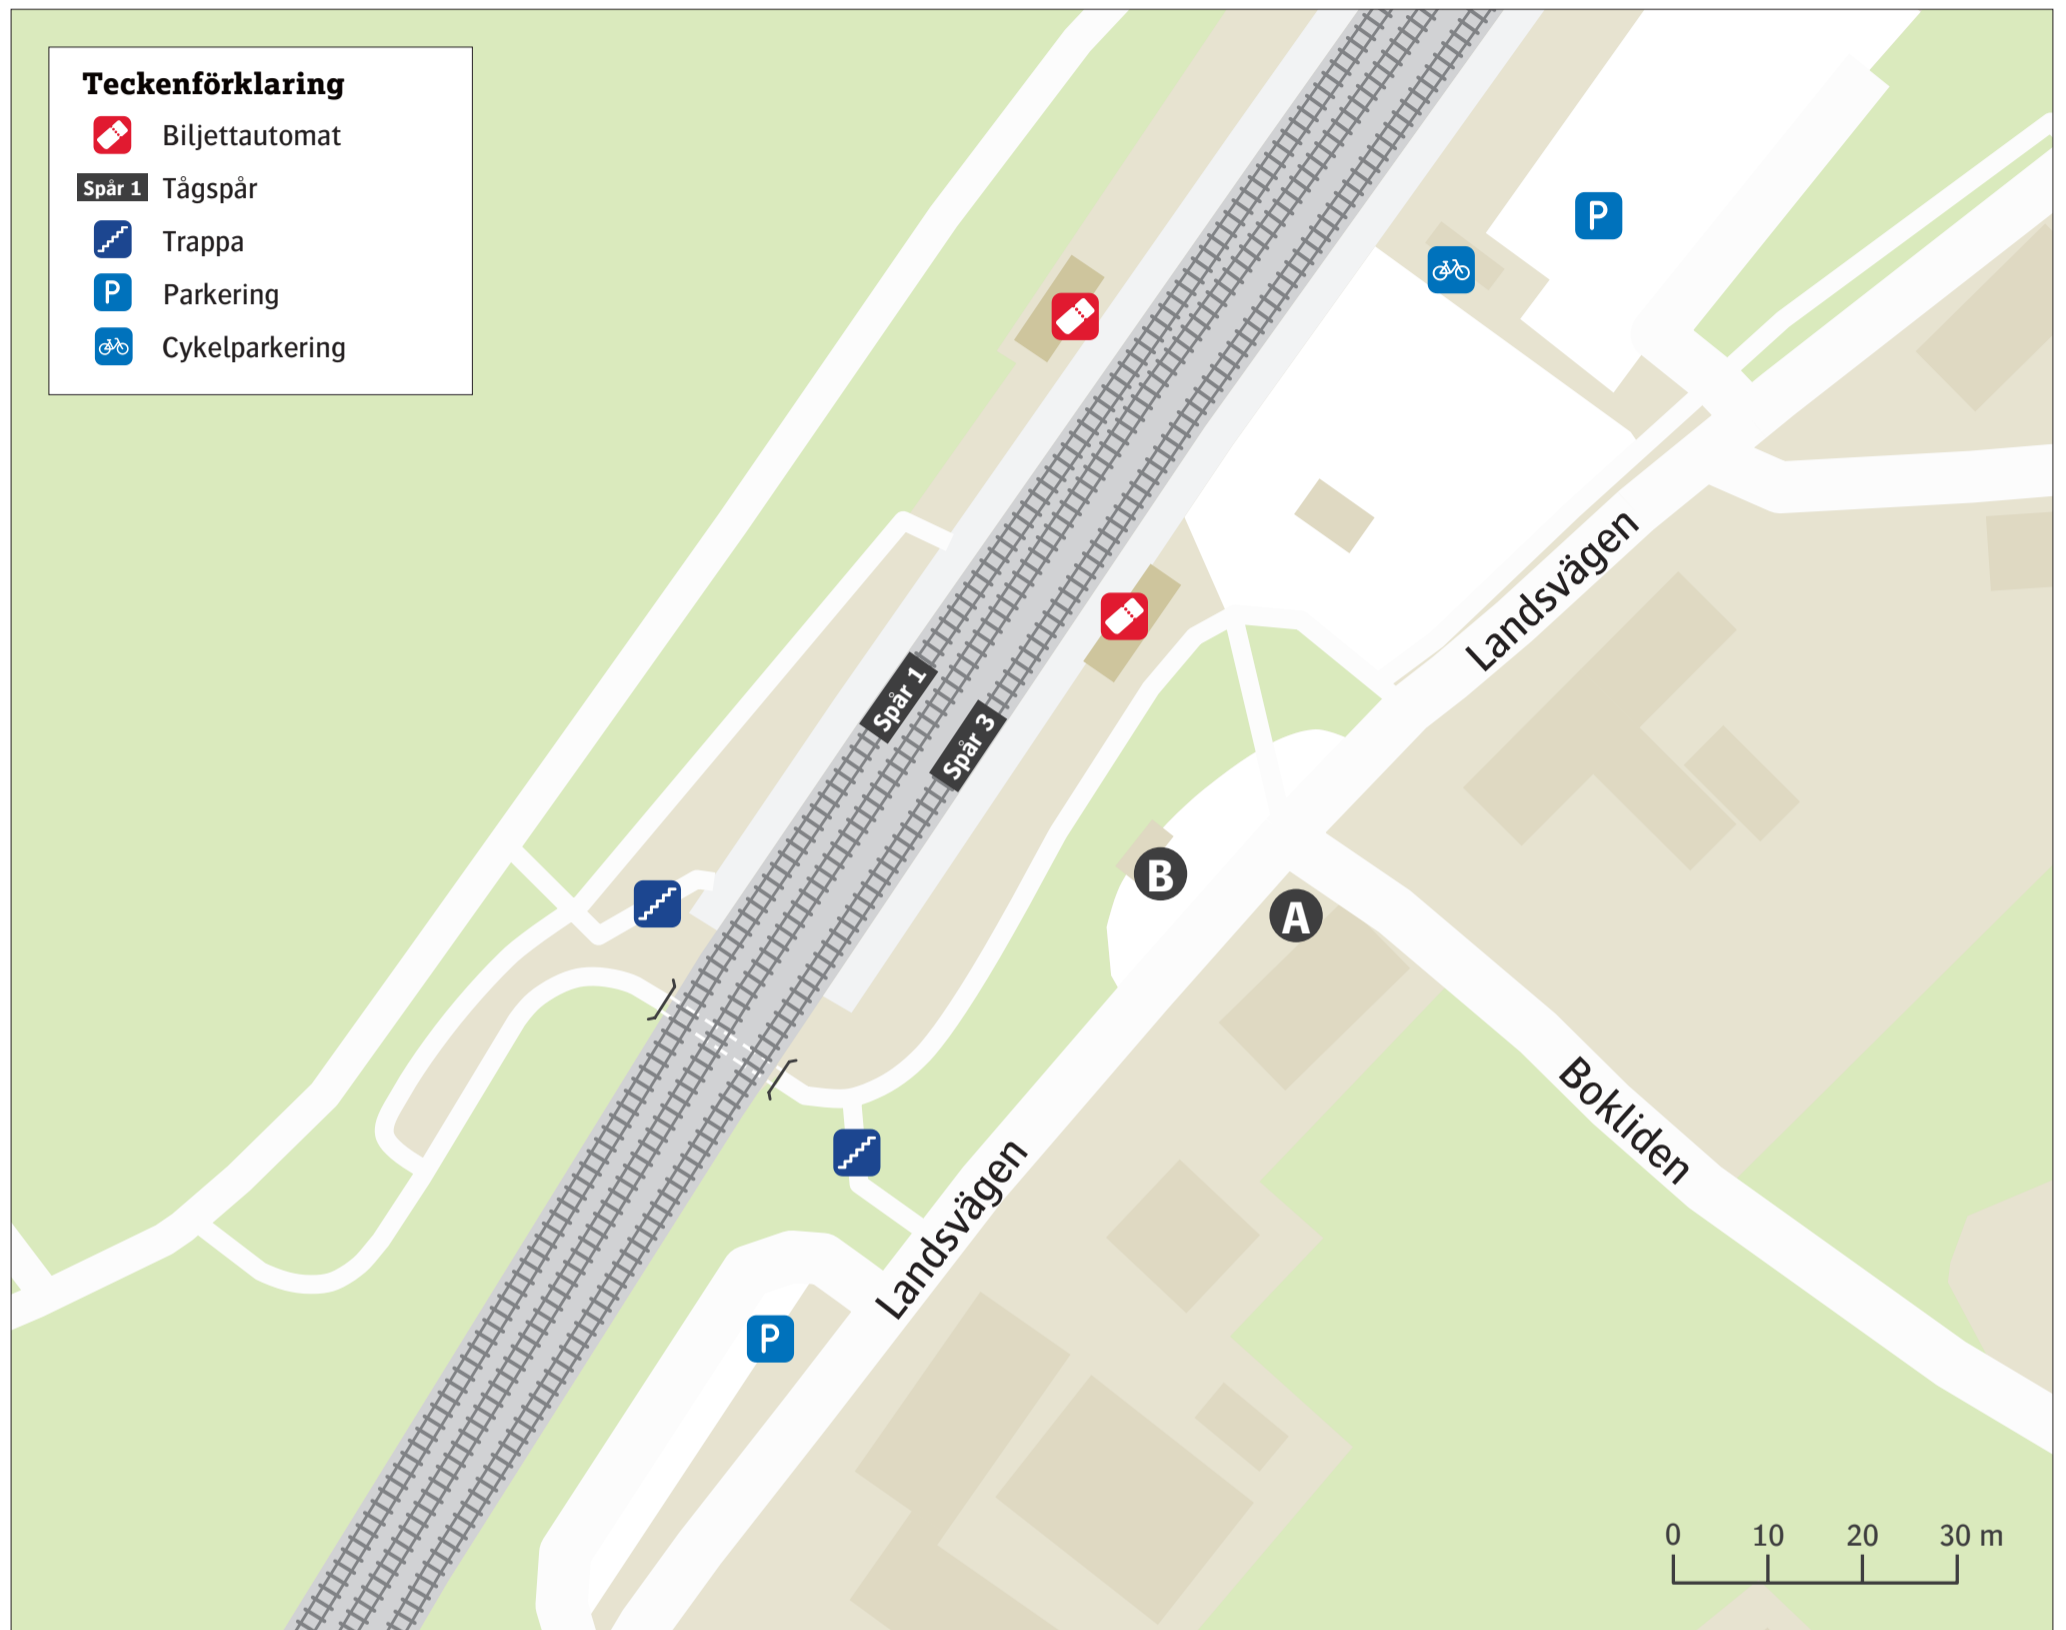 Teckenförklaring
Biljettautomat
Spår 1 Tågspår
Trappa
P Parkering
Cykelparkering
P
Landsvägen
Spår 1
Spår 3
B
A
Bokliden
Landsvägen
P
0 10 20 30 m